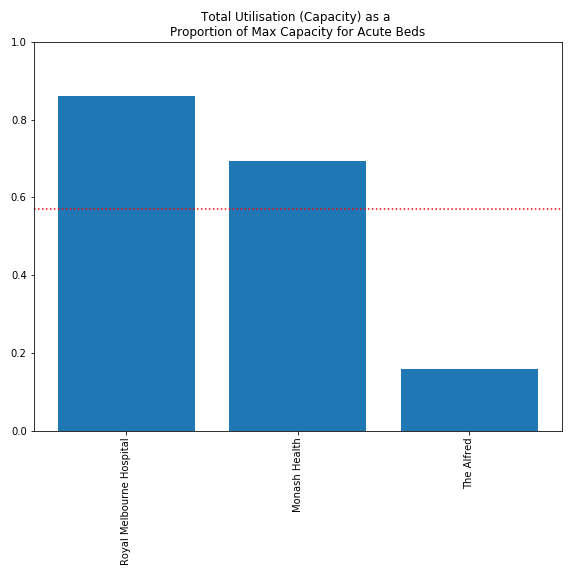 Total Utilisation (Capacity) as a
Proportion of Max Capacity for Acute Beds
1.0
0.8
0.6
0.4
0.2
0.0
Royal Melbourne Hospital
Monash Health
The Alfred